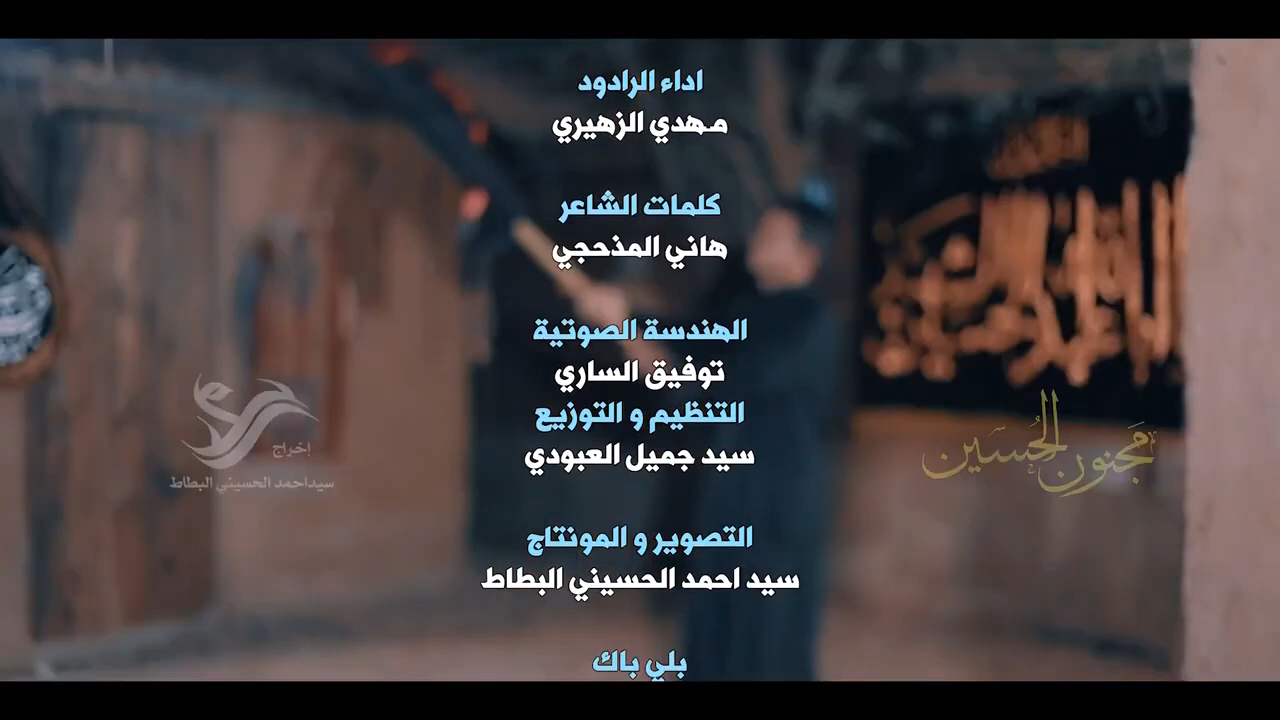 اداء الرادود
مهدي الزهيري
كلمات الشاعر
هاني المذحجي
الهندسة الصوتية
توفيق الساري
التنظيم و التوزيع
سيد جميل العبودي
التصوير و المونتاج
سيد احمد الحسيني البطاط
بلي باك
إخراج
سيداحمد الحسيني البطاط
مجنون الحسين